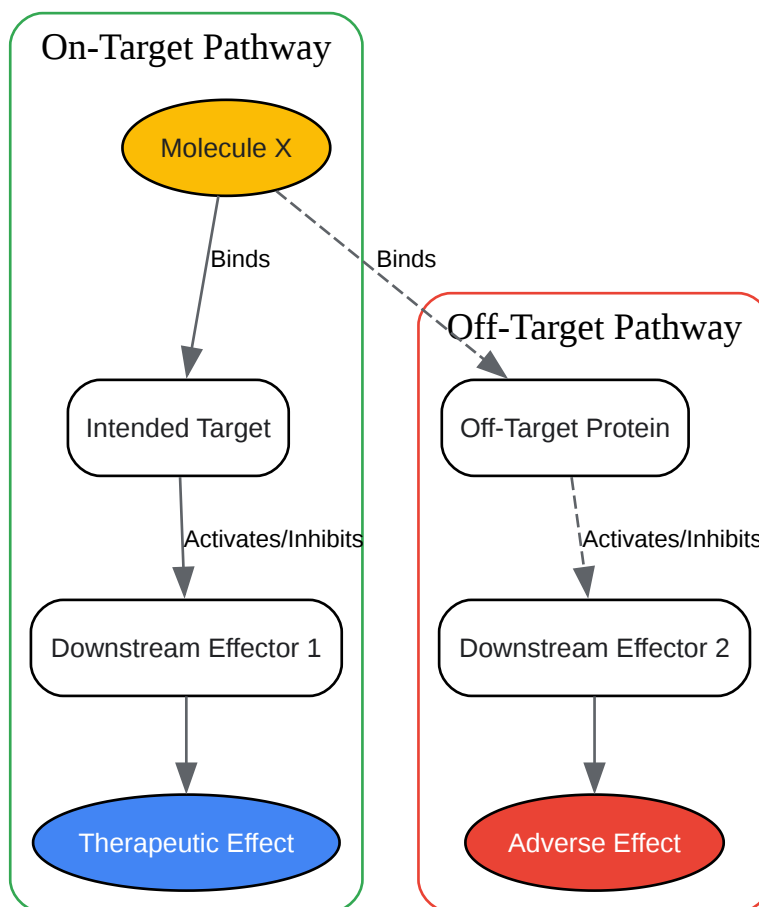 On-Target Pathway
Molecule X
Binds
Binds
Off-Target Pathway
Intended Target
Off-Target Protein
Activates/Inhibits
Activates/Inhibits
Downstream Effector 1
Downstream Effector 2
Therapeutic Effect
Adverse Effect